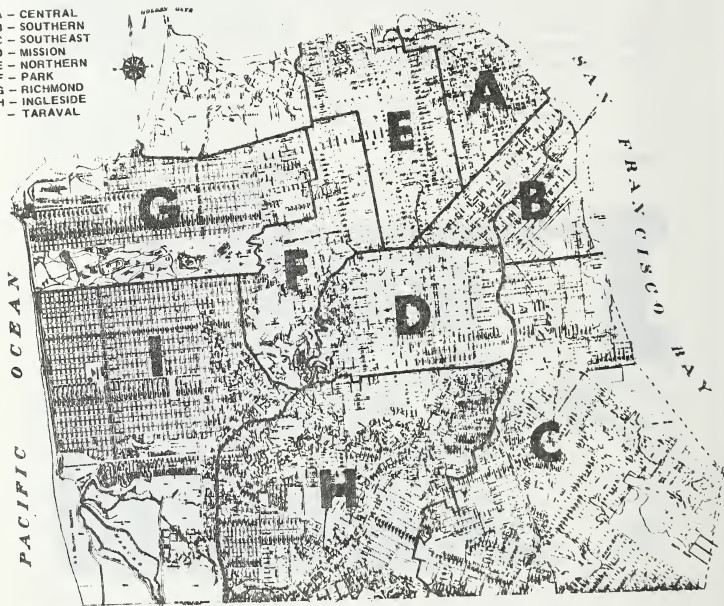 GOLDEN GATE
– CENTRAL
– SOUTHERN
– SOUTHEAST
– MISSION
– NORTHERN
– PARK
– RICHMOND
H – INGLESIDE
– TARAVAL
A
E
B
G
F
D
I
C
H
PACIFIC OCEAN
SAN FRANCISCO BAY